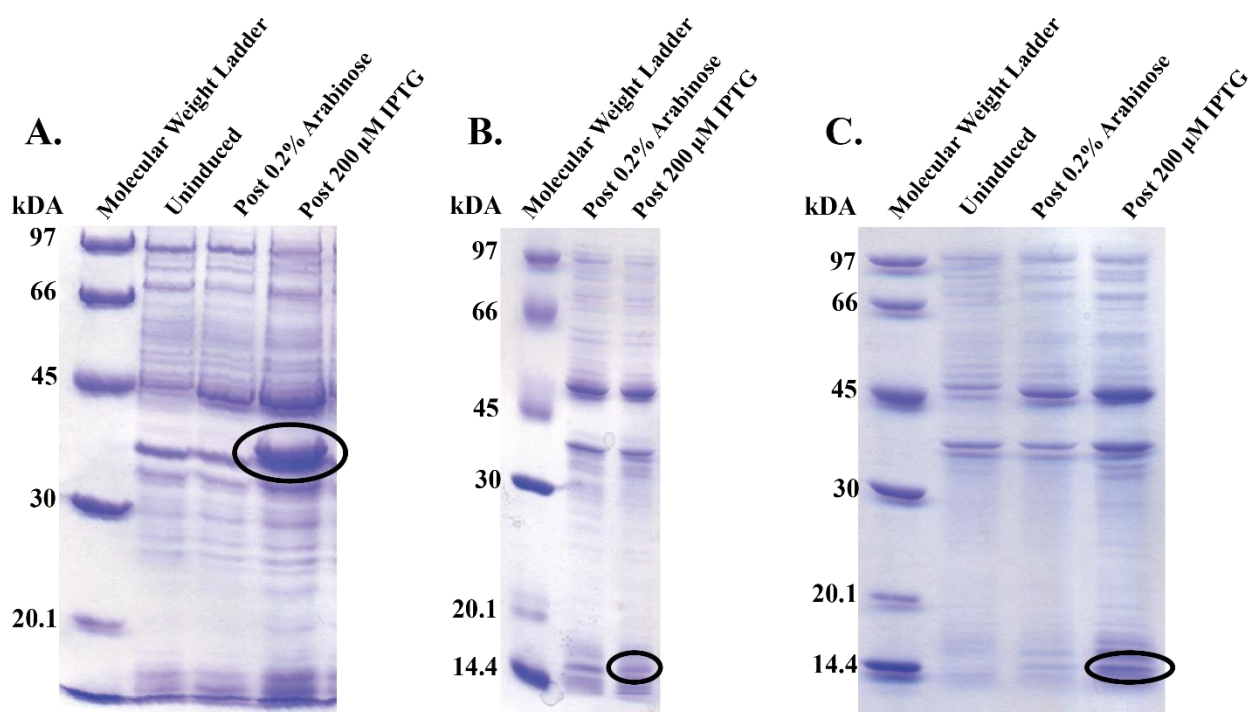 A.
kDA
Molecular Weight Ladder
Uninduced
Post 0.2% Arabinose
Post 200 µM IPTG
97
66
45
30
20.1
B.
kDA
Molecular Weight Ladder
Post 0.2% Arabinose
Post 200 µM IPTG
97
66
45
30
20.1
14.4
C.
kDA
Molecular Weight Ladder
Uninduced
Post 0.2% Arabinose
Post 200 µM IPTG
97
66
45
30
20.1
14.4